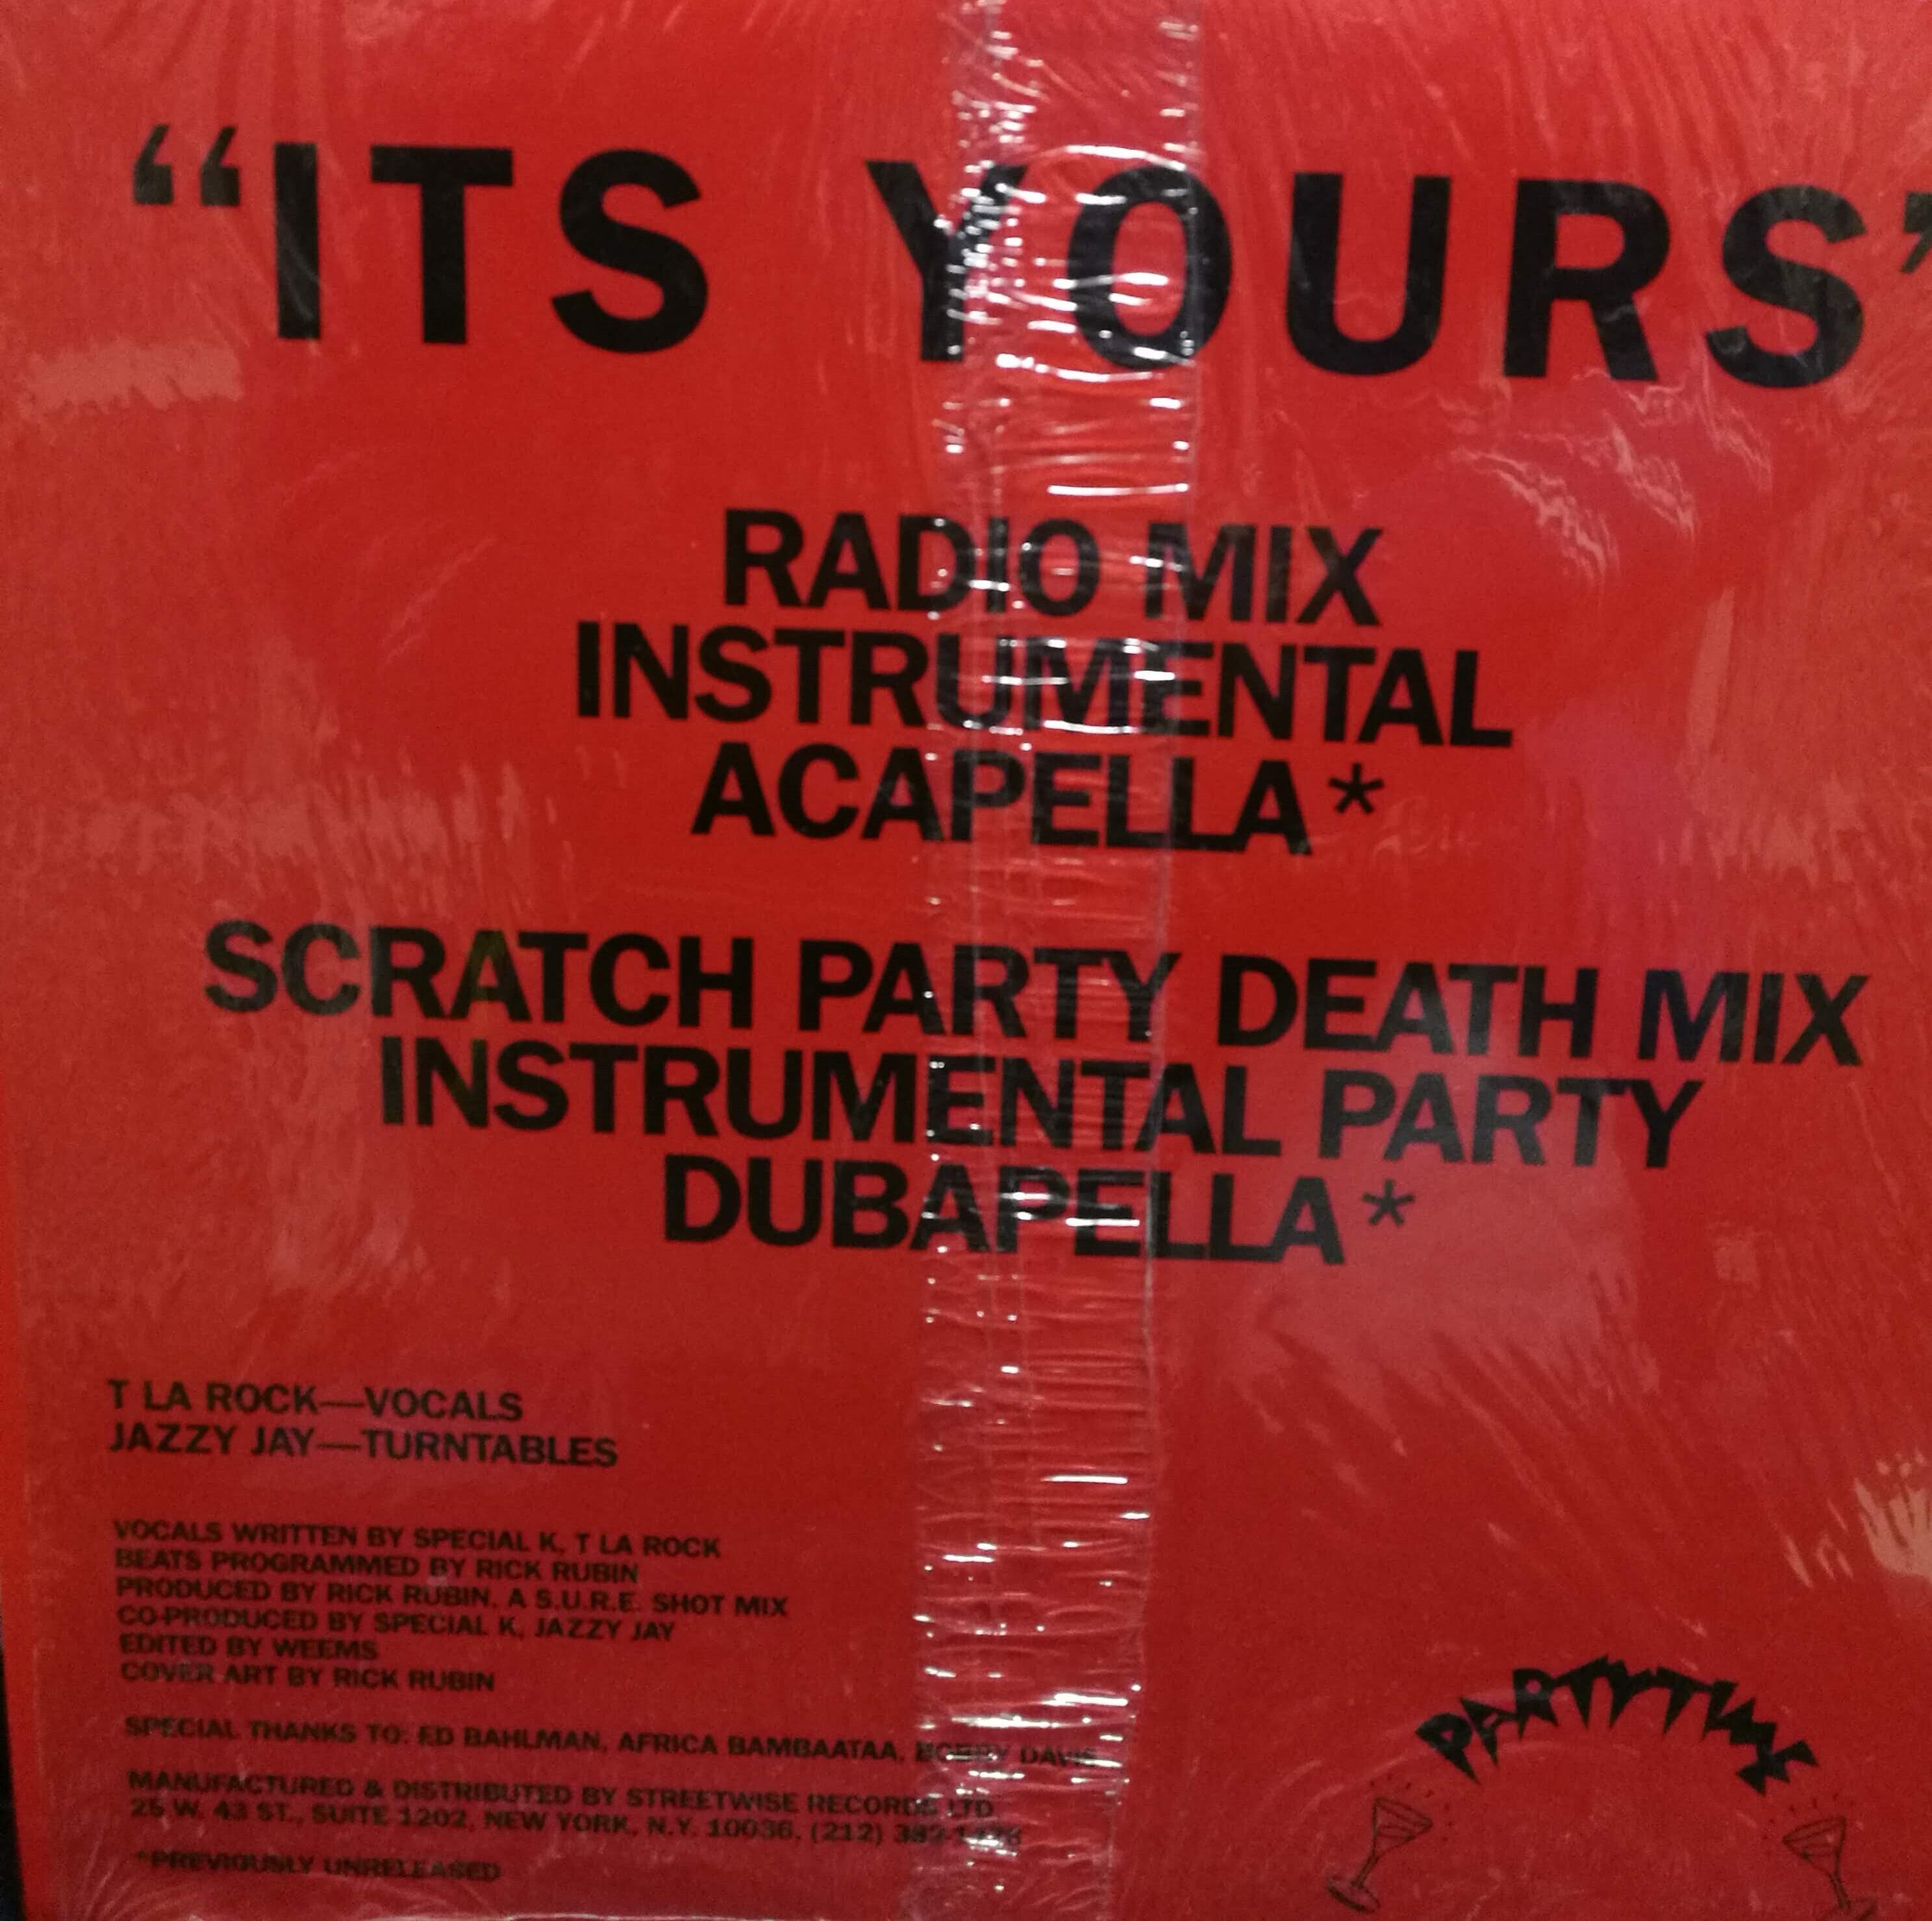 “ITS YOURS”
RADIO MIX
INSTRUMENTAL
ACAPELLA*
SCRATCH PARTY DEATH MIX
INSTRUMENTAL PARTY
DUBAPELLA*
T LA ROCK—VOCALS
JAZZY JAY—TURNTABLES
VOCALS WRITTEN BY SPECIAL K, T LA ROCK
BEATS PROGRAMMED BY RICK RUBIN
PRODUCED BY RICK RUBIN, A S.U.R.E. SHOT MIX
CO-PRODUCED BY SPECIAL K, JAZZY JAY
EDITED BY WEEMS
COVER ART BY RICK RUBIN
SPECIAL THANKS TO: ED BAHLMAN, AFRICA BAMBAATAA, BOBBY DAVIS
MANUFACTURED & DISTRIBUTED BY STREETWISE RECORDS LTD
25 W. 43 ST., SUITE 1202, NEW YORK, N.Y. 10036, (212)
*PREVIOUSLY UNRELEASED
PARTYTIME